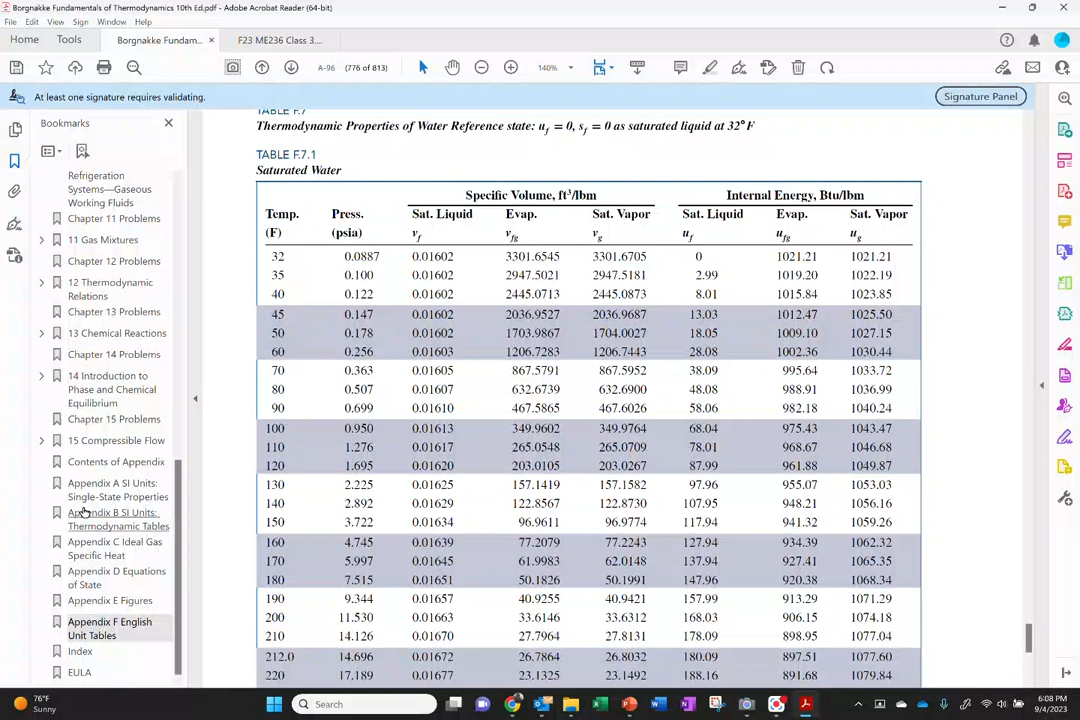 Borgnakke Fundamentals of Thermodynamics 10th Ed.pdf - Adobe Acrobat Reader (64-bit)
File Edit View Sign Window Help
Home Tools Borgnakke Fundam... × F23 ME236 Class 3....
A-96 (776 of 813) 140%
At least one signature requires validating. Signature Panel
Bookmarks
Refrigeration
Systems—Gaseous
Working Fluids
Chapter 11 Problems
11 Gas Mixtures
Chapter 12 Problems
12 Thermodynamic
Relations
Chapter 13 Problems
13 Chemical Reactions
Chapter 14 Problems
14 Introduction to
Phase and Chemical
Equilibrium
Chapter 15 Problems
15 Compressible Flow
Contents of Appendix
Appendix A SI Units:
Single-State Properties
Appendix B SI Units:
Thermodynamic Tables
Appendix C Ideal Gas
Specific Heat
Appendix D Equations
of State
Appendix E Figures
Appendix F English
Unit Tables
Index
EULA
TABLE F.7
Thermodynamic Properties of Water Reference state: uf = 0, sf = 0 as saturated liquid at 32°F
TABLE F.7.1
Saturated Water
Specific Volume, ft³/lbm Internal Energy, Btu/lbm
Temp. Press. Sat. Liquid Evap. Sat. Vapor Sat. Liquid Evap. Sat. Vapor
(F) (psia) vf vfg vg uf ufg ug
32 0.0887 0.01602 3301.6545 3301.6705 0 1021.21 1021.21
35 0.100 0.01602 2947.5021 2947.5181 2.99 1019.20 1022.19
40 0.122 0.01602 2445.0713 2445.0873 8.01 1015.84 1023.85
45 0.147 0.01602 2036.9527 2036.9687 13.03 1012.47 1025.50
50 0.178 0.01602 1703.9867 1704.0027 18.05 1009.10 1027.15
60 0.256 0.01603 1206.7283 1206.7443 28.08 1002.36 1030.44
70 0.363 0.01605 867.5791 867.5952 38.09 995.64 1033.72
80 0.507 0.01607 632.6739 632.6900 48.08 988.91 1036.99
90 0.699 0.01610 467.5865 467.6026 58.06 982.18 1040.24
100 0.950 0.01613 349.9602 349.9764 68.04 975.43 1043.47
110 1.276 0.01617 265.0548 265.0709 78.01 968.67 1046.68
120 1.695 0.01620 203.0105 203.0267 87.99 961.88 1049.87
130 2.225 0.01625 157.1419 157.1582 97.96 955.07 1053.03
140 2.892 0.01629 122.8567 122.8730 107.95 948.21 1056.16
150 3.722 0.01634 96.9611 96.9774 117.94 941.32 1059.26
160 4.745 0.01639 77.2079 77.2243 127.94 934.39 1062.32
170 5.997 0.01645 61.9983 62.0148 137.94 927.41 1065.35
180 7.515 0.01651 50.1826 50.1991 147.96 920.38 1068.34
190 9.344 0.01657 40.9255 40.9421 157.99 913.29 1071.29
200 11.530 0.01663 33.6146 33.6312 168.03 906.15 1074.18
210 14.126 0.01670 27.7964 27.8131 178.09 898.95 1077.04
212.0 14.696 0.01672 26.7864 26.8032 180.09 897.51 1077.60
220 17.189 0.01677 23.1325 23.1492 188.16 891.68 1079.84
76°F
Sunny
Search
6:08 PM
9/4/2023